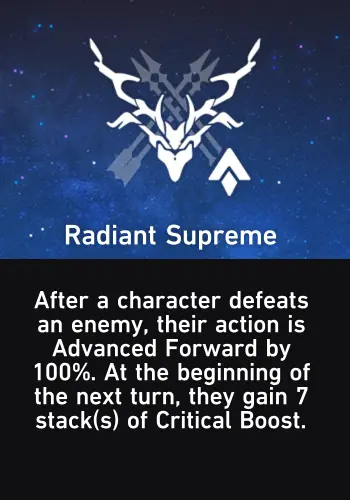 Radiant Supreme
After a character defeats
an enemy, their action is
Advanced Forward by
100%. At the beginning of
the next turn, they gain 7
stack(s) of Critical Boost.